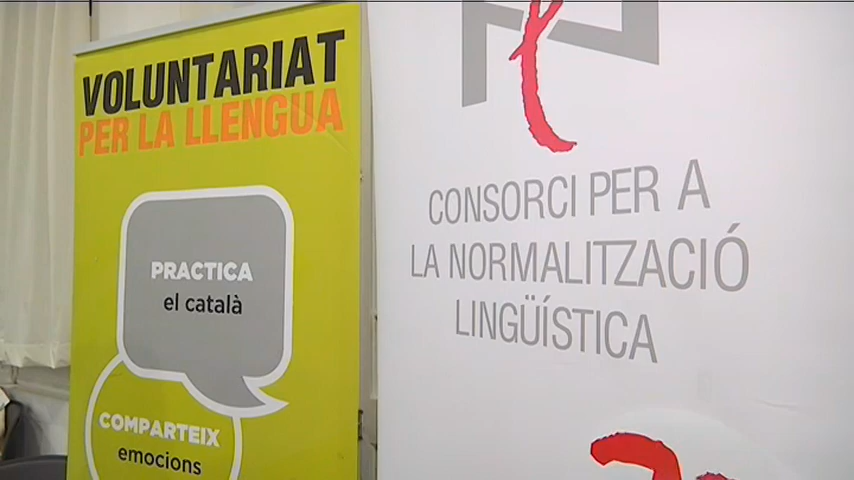 VOLUNTARIAT
PER LA LLENGUA
PRACTICA
el català
COMPARTEIX
emocions
CONSORCI PER A
LA NORMALITZACIÓ
LINGÜÍSTICA